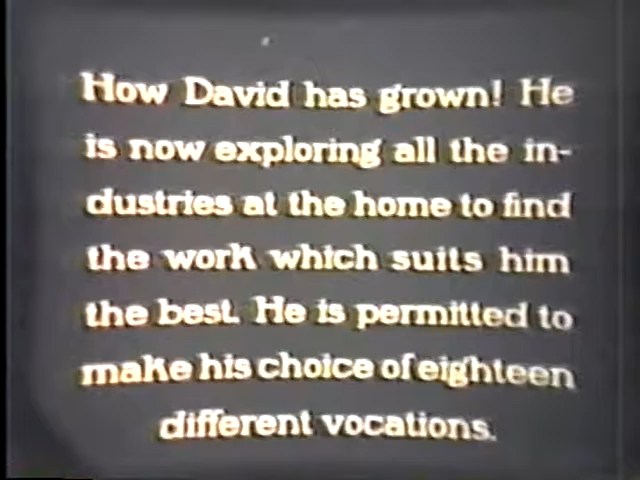 How David has grown! He
is now exploring all the in-
dustries at the home to find
the work which suits him
the best. He is permitted to
make his choice of eighteen
different vocations.